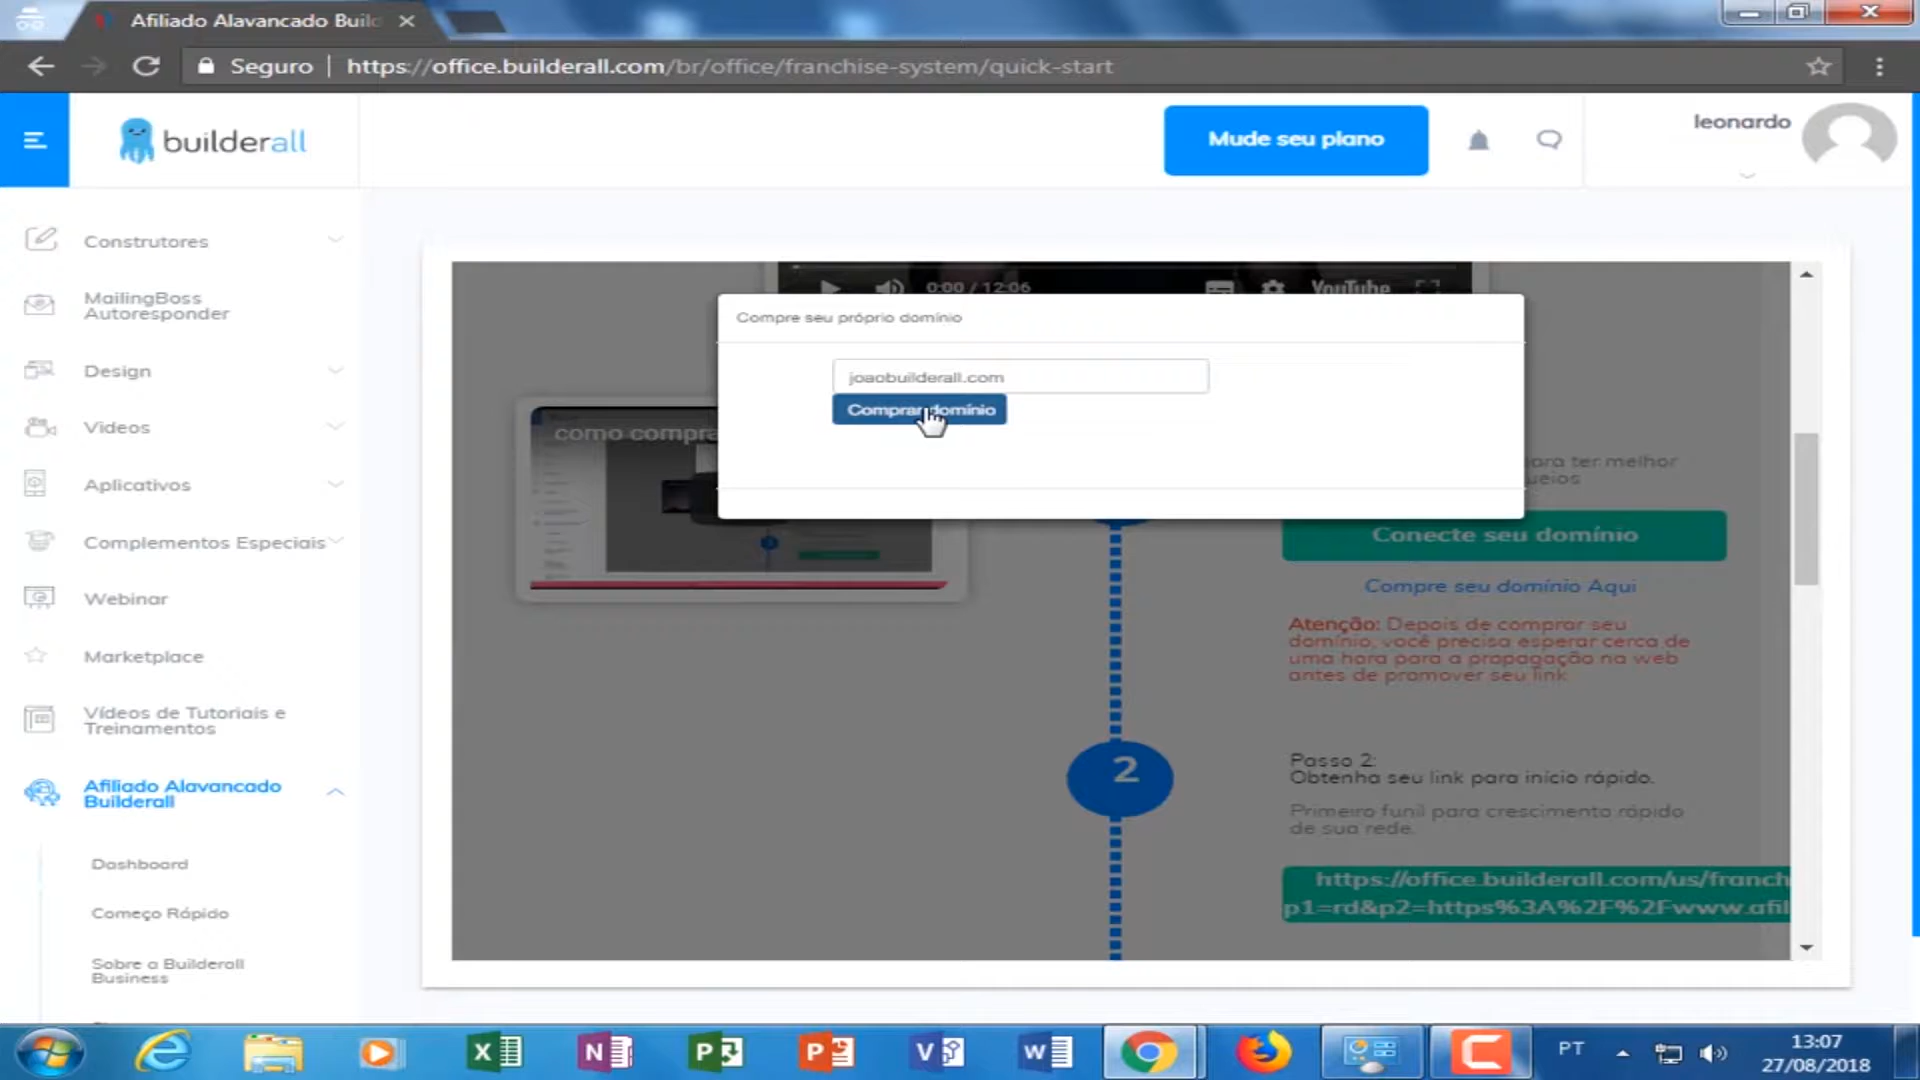 Afiliado Alavancado Build
Seguro
https://office.builderall.com/br/office/franchise-system/quick-start
builderall
Mude seu plano
leonardo
Construtores
MailingBoss
Autoresponder
Design
Videos
Aplicativos
Complementos Especiais
Webinar
Marketplace
Vídeos de Tutoriais e
Treinamentos
Afiliado Alavancado
Builderall
Dashboard
Começo Rápido
Sobre a Builderall
Business
0:00 / 12:06
YouTube
Compre seu próprio domínio
joaobuilderall.com
Comprar domínio
como compra
para ter melhor
Conecte seu domínio
Compre seu domínio Aqui
Atenção: Depois de comprar seu
domínio, você precisa esperar cerca de
uma hora para a propagação na web
antes de promover seu link
2
Passo 2:
Obtenha seu link para início rápido.
Primeiro funil para crescimento rápido
de sua rede.
https://office.builderall.com/us/franch
p1=rd&p2=https%3A%2F%2Fwww.afil
PT
13:07
27/08/2018